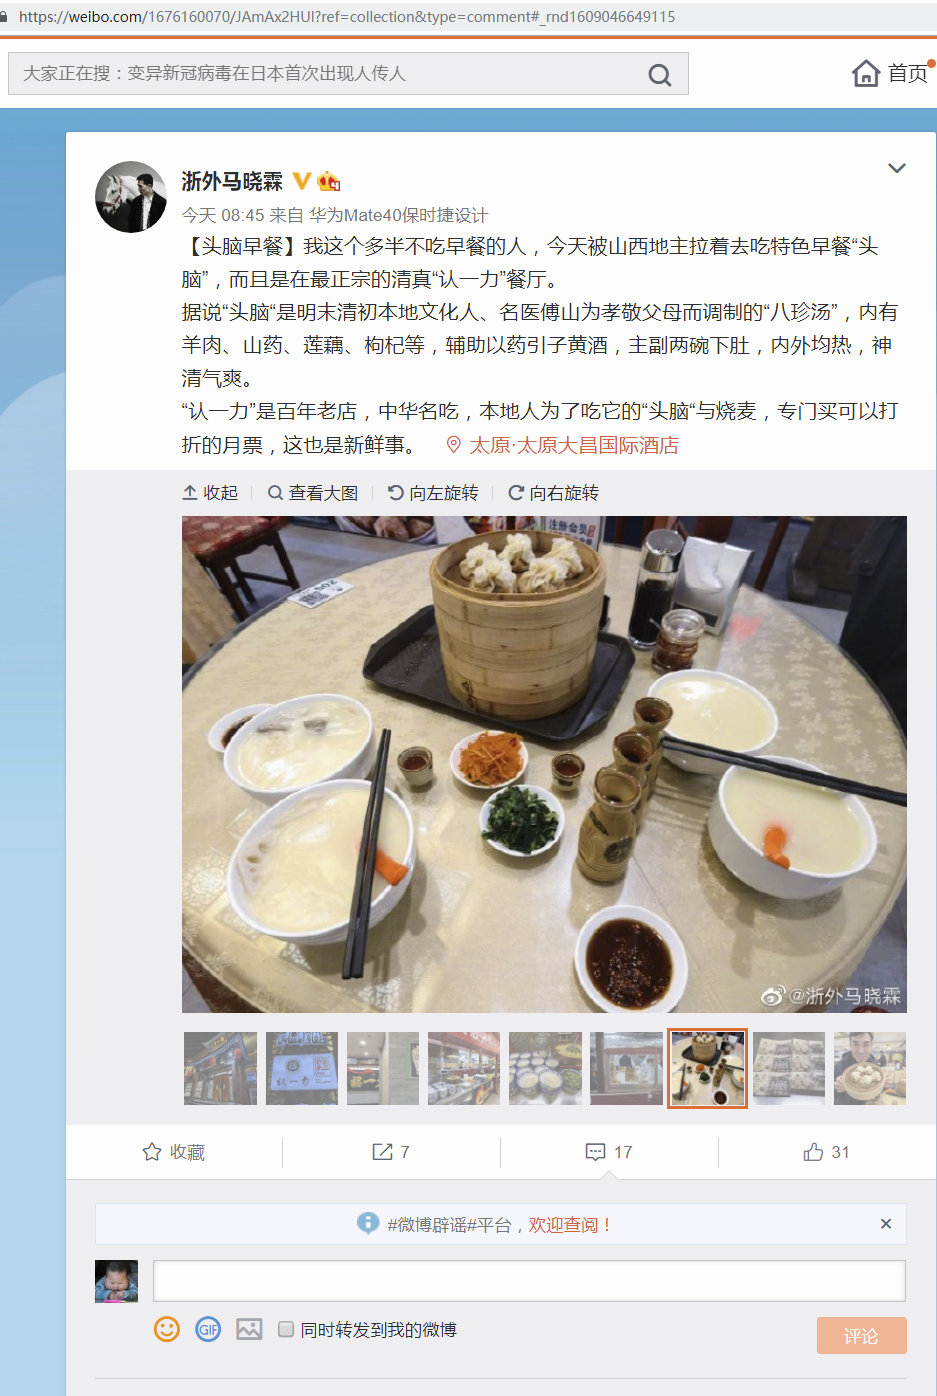 https://weibo.com/1676160070/JAmAx2HUl?ref=collection&type=comment#_rnd1609046649115
大家正在搜：变异新冠病毒在日本首次出现人传人
首页
浙外马晓霖
今天 08:45 来自 华为Mate40保时捷设计
【头脑早餐】我这个多半不吃早餐的人，今天被山西地主拉着去吃特色早餐“头
脑”，而且是在最正宗的清真“认一力”餐厅。
据说“头脑“是明末清初本地文化人、名医傅山为孝敬父母而调制的“八珍汤”，内有
羊肉、山药、莲藕、枸杞等，辅助以药引子黄酒，主副两碗下肚，内外均热，神
清气爽。
“认一力”是百年老店，中华名吃，本地人为了吃它的“头脑“与烧麦，专门买可以打
折的月票，这也是新鲜事。 太原·太原大昌国际酒店
收起 查看大图 向左旋转 向右旋转
注册会员
@浙外马晓霖
认一力
收藏 7 17 31
#微博辟谣#平台，欢迎查阅！ ×
GIF 同时转发到我的微博
评论